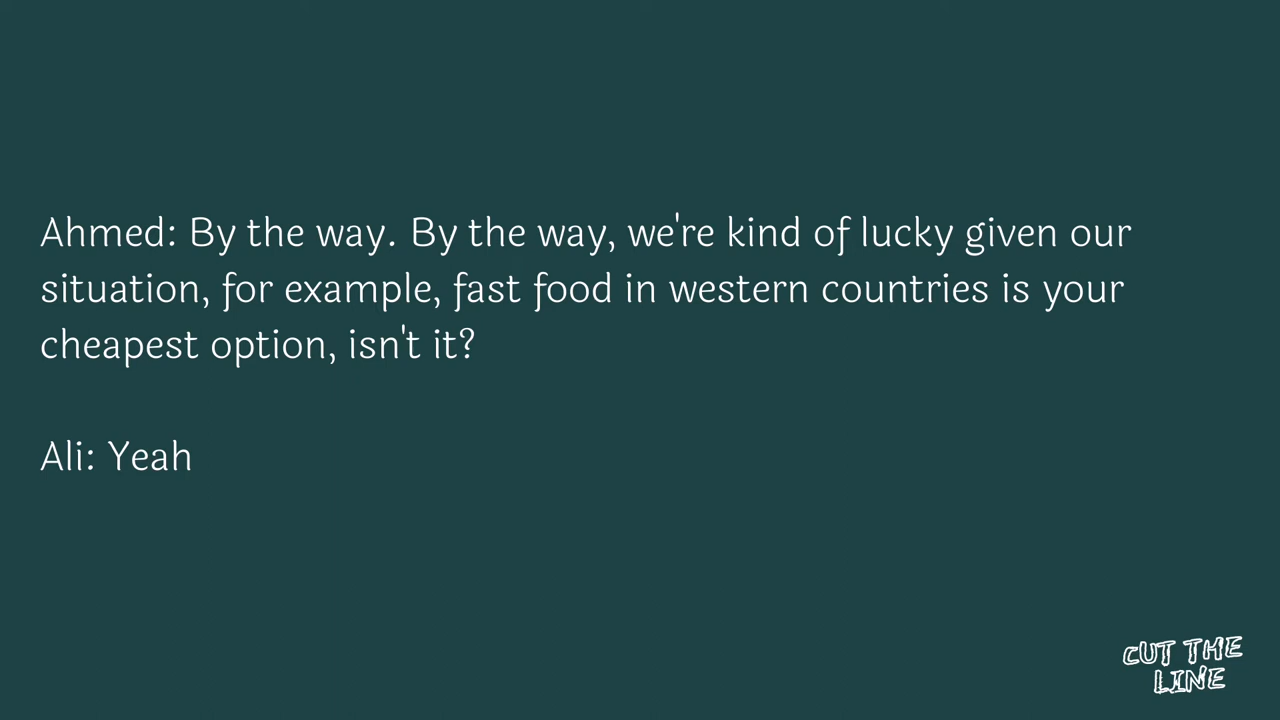 Ahmed: By the way. By the way, we're kind of lucky given our
situation, for example, fast food in western countries is your
cheapest option, isn't it?
Ali: Yeah
CUT THE
LINE